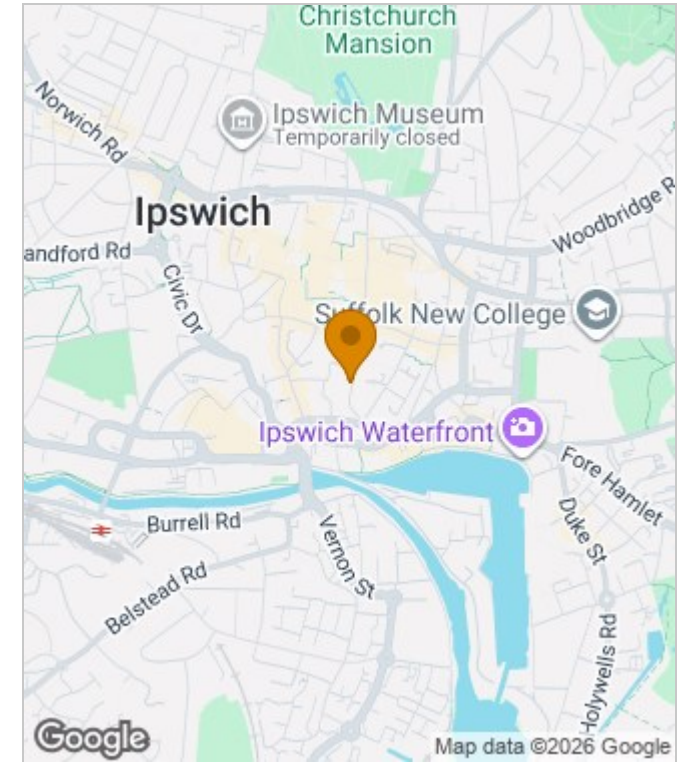 Christchurch
Mansion
Norwich Rd
Ipswich Museum
Temporarily closed
Ipswich
Woodbridge R
andford Rd
Civic Dr
Suffolk New College
Ipswich Waterfront
Fore Hamlet
Burrell Rd
Duke St
Vernon St
Belstead Rd
Holywells Rd
Google
Map data ©2026 Google